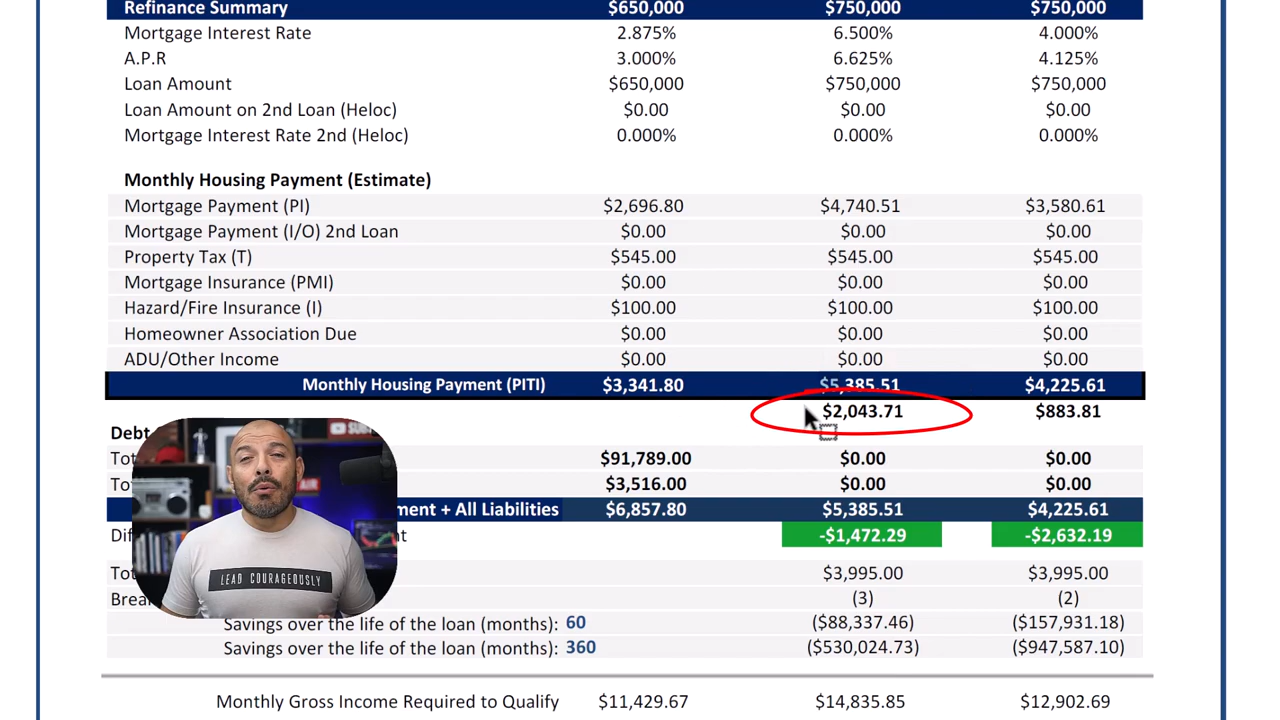 Refinance Summary $650,000 $750,000 $750,000
Mortgage Interest Rate 2.875% 6.500% 4.000%
A.P.R 3.000% 6.625% 4.125%
Loan Amount $650,000 $750,000 $750,000
Loan Amount on 2nd Loan (Heloc) $0.00 $0.00 $0.00
Mortgage Interest Rate 2nd (Heloc) 0.000% 0.000% 0.000%
Monthly Housing Payment (Estimate)
Mortgage Payment (PI) $2,696.80 $4,740.51 $3,580.61
Mortgage Payment (I/O) 2nd Loan $0.00 $0.00 $0.00
Property Tax (T) $545.00 $545.00 $545.00
Mortgage Insurance (PMI) $0.00 $0.00 $0.00
Hazard/Fire Insurance (I) $100.00 $100.00 $100.00
Homeowner Association Due $0.00 $0.00 $0.00
ADU/Other Income $0.00 $0.00 $0.00
Monthly Housing Payment (PITI) $3,341.80 $5,385.51 $4,225.61
$2,043.71 $883.81
Debt
$91,789.00 $0.00 $0.00
$3,516.00 $0.00 $0.00
ment + All Liabilities $6,857.80 $5,385.51 $4,225.61
-$1,472.29 -$2,632.19
$3,995.00 $3,995.00
(3) (2)
Savings over the life of the loan (months): 60 ($88,337.46) ($157,931.18)
Savings over the life of the loan (months): 360 ($530,024.73) ($947,587.10)
Monthly Gross Income Required to Qualify $11,429.67 $14,835.85 $12,902.69
LEAD COURAGEOUSLY